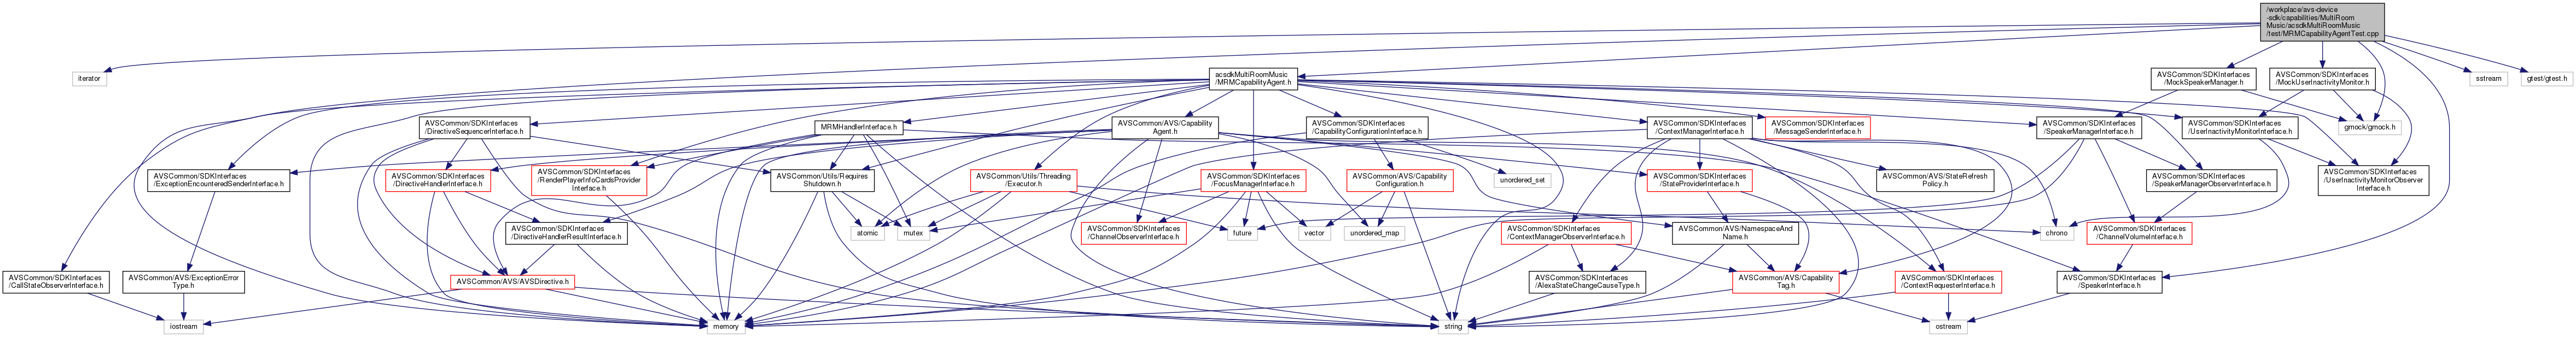 /workplace/avs-device
-sdk/capabilities/MultiRoom
Music/acsdkMultiRoomMusic
/test/MRMCapabilityAgentTest.cpp
iterator
acsdkMultiRoomMusic
/MRMCapabilityAgent.h
AVSCommon/SDKInterfaces
/MockSpeakerManager.h
AVSCommon/SDKInterfaces
/MockUserInactivityMonitor.h
sstream
gtest/gtest.h
AVSCommon/SDKInterfaces
/DirectiveSequencerInterface.h
MRMHandlerInterface.h
AVSCommon/AVS/Capability
Agent.h
AVSCommon/SDKInterfaces
/CapabilityConfigurationInterface.h
AVSCommon/SDKInterfaces
/ContextManagerInterface.h
AVSCommon/SDKInterfaces
/MessageSenderInterface.h
AVSCommon/SDKInterfaces
/SpeakerManagerInterface.h
AVSCommon/SDKInterfaces
/UserInactivityMonitorInterface.h
gmock/gmock.h
AVSCommon/SDKInterfaces
/ExceptionEncounteredSenderInterface.h
AVSCommon/SDKInterfaces
/DirectiveHandlerInterface.h
AVSCommon/SDKInterfaces
/RenderPlayerInfoCardsProvider
Interface.h
AVSCommon/Utils/Requires
Shutdown.h
AVSCommon/Utils/Threading
/Executor.h
AVSCommon/SDKInterfaces
/FocusManagerInterface.h
AVSCommon/AVS/Capability
Configuration.h
unordered_set
AVSCommon/SDKInterfaces
/StateProviderInterface.h
AVSCommon/AVS/StateRefresh
Policy.h
AVSCommon/SDKInterfaces
/SpeakerManagerObserverInterface.h
AVSCommon/SDKInterfaces
/UserInactivityMonitorObserver
Interface.h
AVSCommon/SDKInterfaces
/DirectiveHandlerResultInterface.h
atomic
mutex
AVSCommon/SDKInterfaces
/ChannelObserverInterface.h
future
vector
unordered_map
AVSCommon/SDKInterfaces
/ContextManagerObserverInterface.h
AVSCommon/AVS/NamespaceAnd
Name.h
chrono
AVSCommon/SDKInterfaces
/ChannelVolumeInterface.h
AVSCommon/SDKInterfaces
/CallStateObserverInterface.h
AVSCommon/AVS/ExceptionError
Type.h
AVSCommon/AVS/AVSDirective.h
AVSCommon/SDKInterfaces
/AlexaStateChangeCauseType.h
AVSCommon/AVS/Capability
Tag.h
AVSCommon/SDKInterfaces
/ContextRequesterInterface.h
AVSCommon/SDKInterfaces
/SpeakerInterface.h
iostream
memory
string
ostream